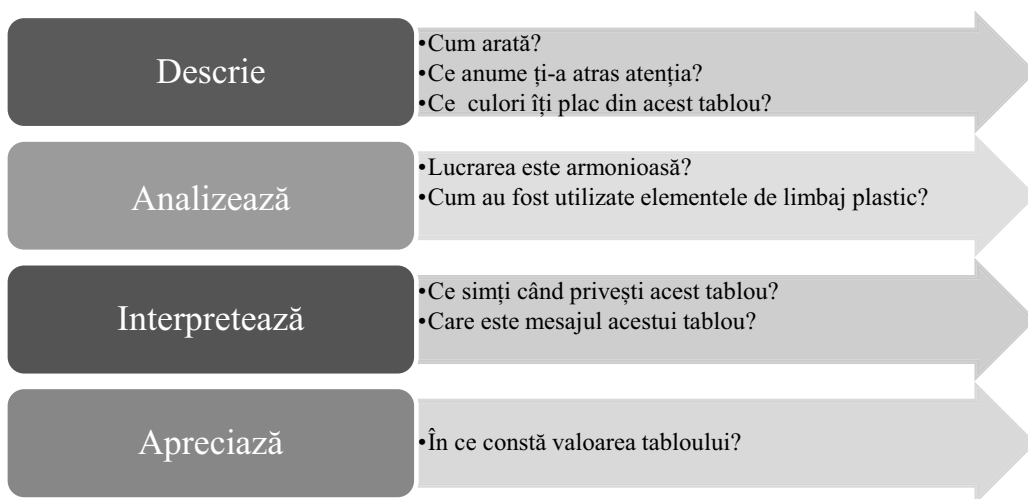 Descrie
•Cum arată?
•Ce anume ți-a atras atenția?
•Ce  culori îți plac din acest tablou?
Analizează
•Lucrarea este armonioasă?
•Cum au fost utilizate elementele de limbaj plastic?
Interpretează
•Ce simți când privești acest tablou?
•Care este mesajul acestui tablou?
Apreciază
•În ce constă valoarea tabloului?